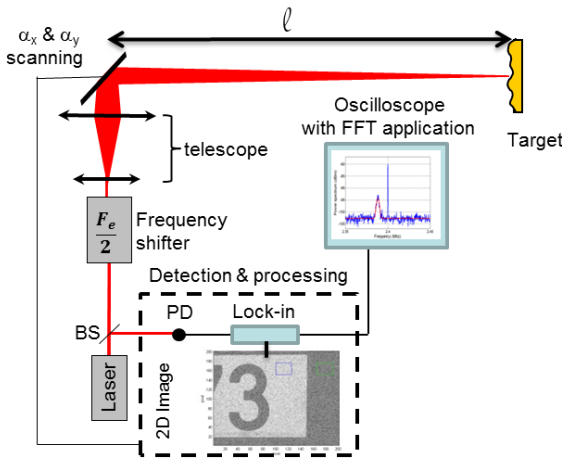 αx & αy
scanning
ℓ
Oscilloscope
with FFT application
Target
telescope
Fe
2
Frequency
shifter
Detection & processing
PD
Lock-in
BS
Laser
2D Image
73